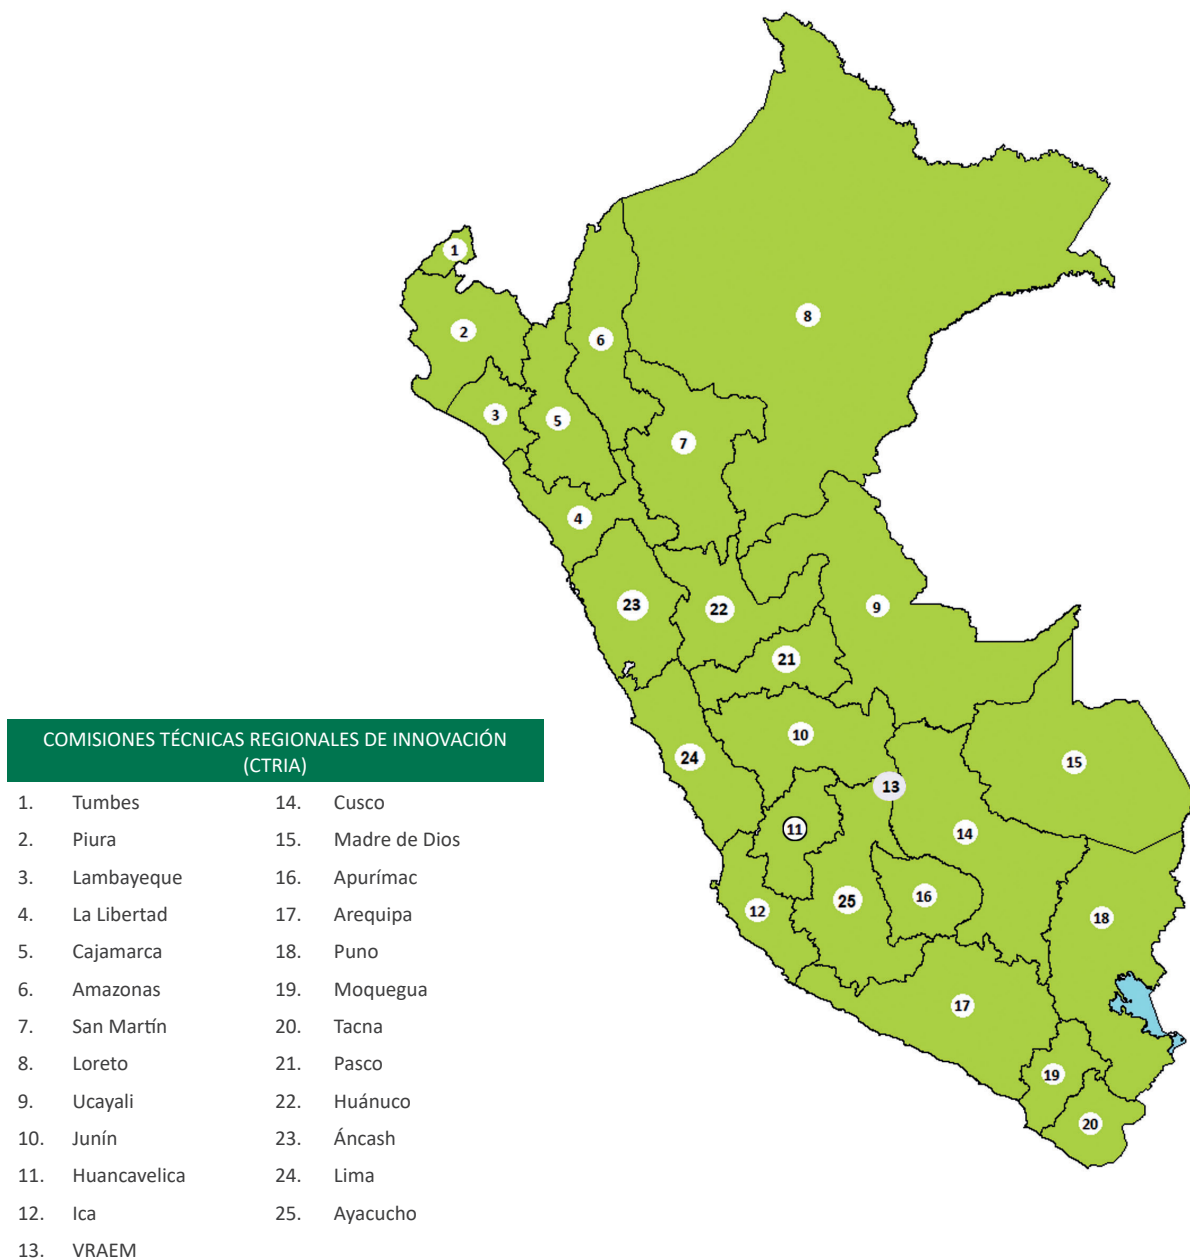 1
2
6
8
3
5
7
4
23
22
9
21
10
24
15
13
11
14
16
25
12
18
17
19
20
COMISIONES TÉCNICAS REGIONALES DE INNOVACIÓN
(CTRIA)
1. Tumbes
2. Piura
3. Lambayeque
4. La Libertad
5. Cajamarca
6. Amazonas
7. San Martín
8. Loreto
9. Ucayali
10. Junín
11. Huancavelica
12. Ica
13. VRAEM
14. Cusco
15. Madre de Dios
16. Apurímac
17. Arequipa
18. Puno
19. Moquegua
20. Tacna
21. Pasco
22. Huánuco
23. Áncash
24. Lima
25. Ayacucho